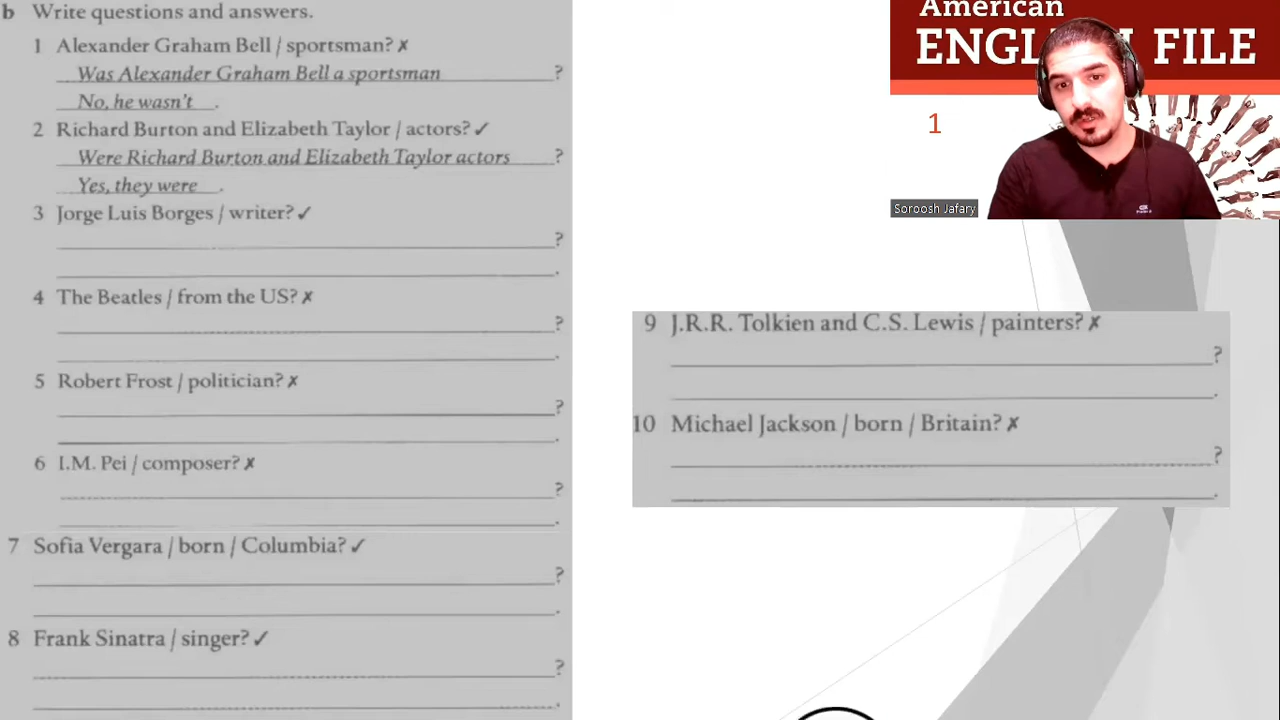 b Write questions and answers.
1 Alexander Graham Bell / sportsman? ✗
Was Alexander Graham Bell a sportsman ?
No, he wasn't .
2 Richard Burton and Elizabeth Taylor / actors? ✓
Were Richard Burton and Elizabeth Taylor actors ?
Yes, they were .
3 Jorge Luis Borges / writer? ✓
?
.
4 The Beatles / from the US? ✗
?
.
5 Robert Frost / politician? ✗
?
.
6 I.M. Pei / composer? ✗
?
.
7 Sofia Vergara / born / Columbia? ✓
?
.
8 Frank Sinatra / singer? ✓
?
.
American
ENGL FILE
1
Soroosh Jafary
9 J.R.R. Tolkien and C.S. Lewis / painters? ✗
?
.
10 Michael Jackson / born / Britain? ✗
?
.